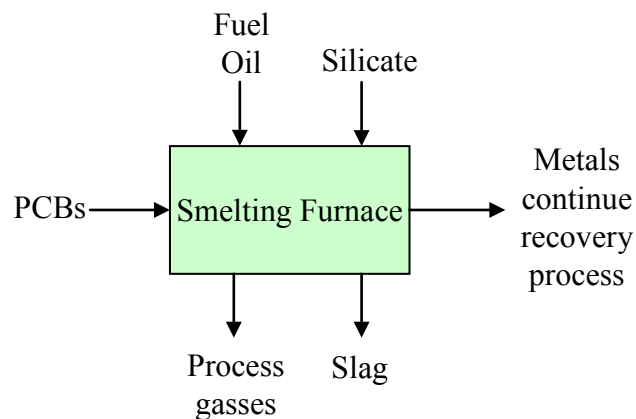 Fuel
Oil
Silicate
PCBs
Smelting Furnace
Metals
continue
recovery
process
Process
gasses
Slag